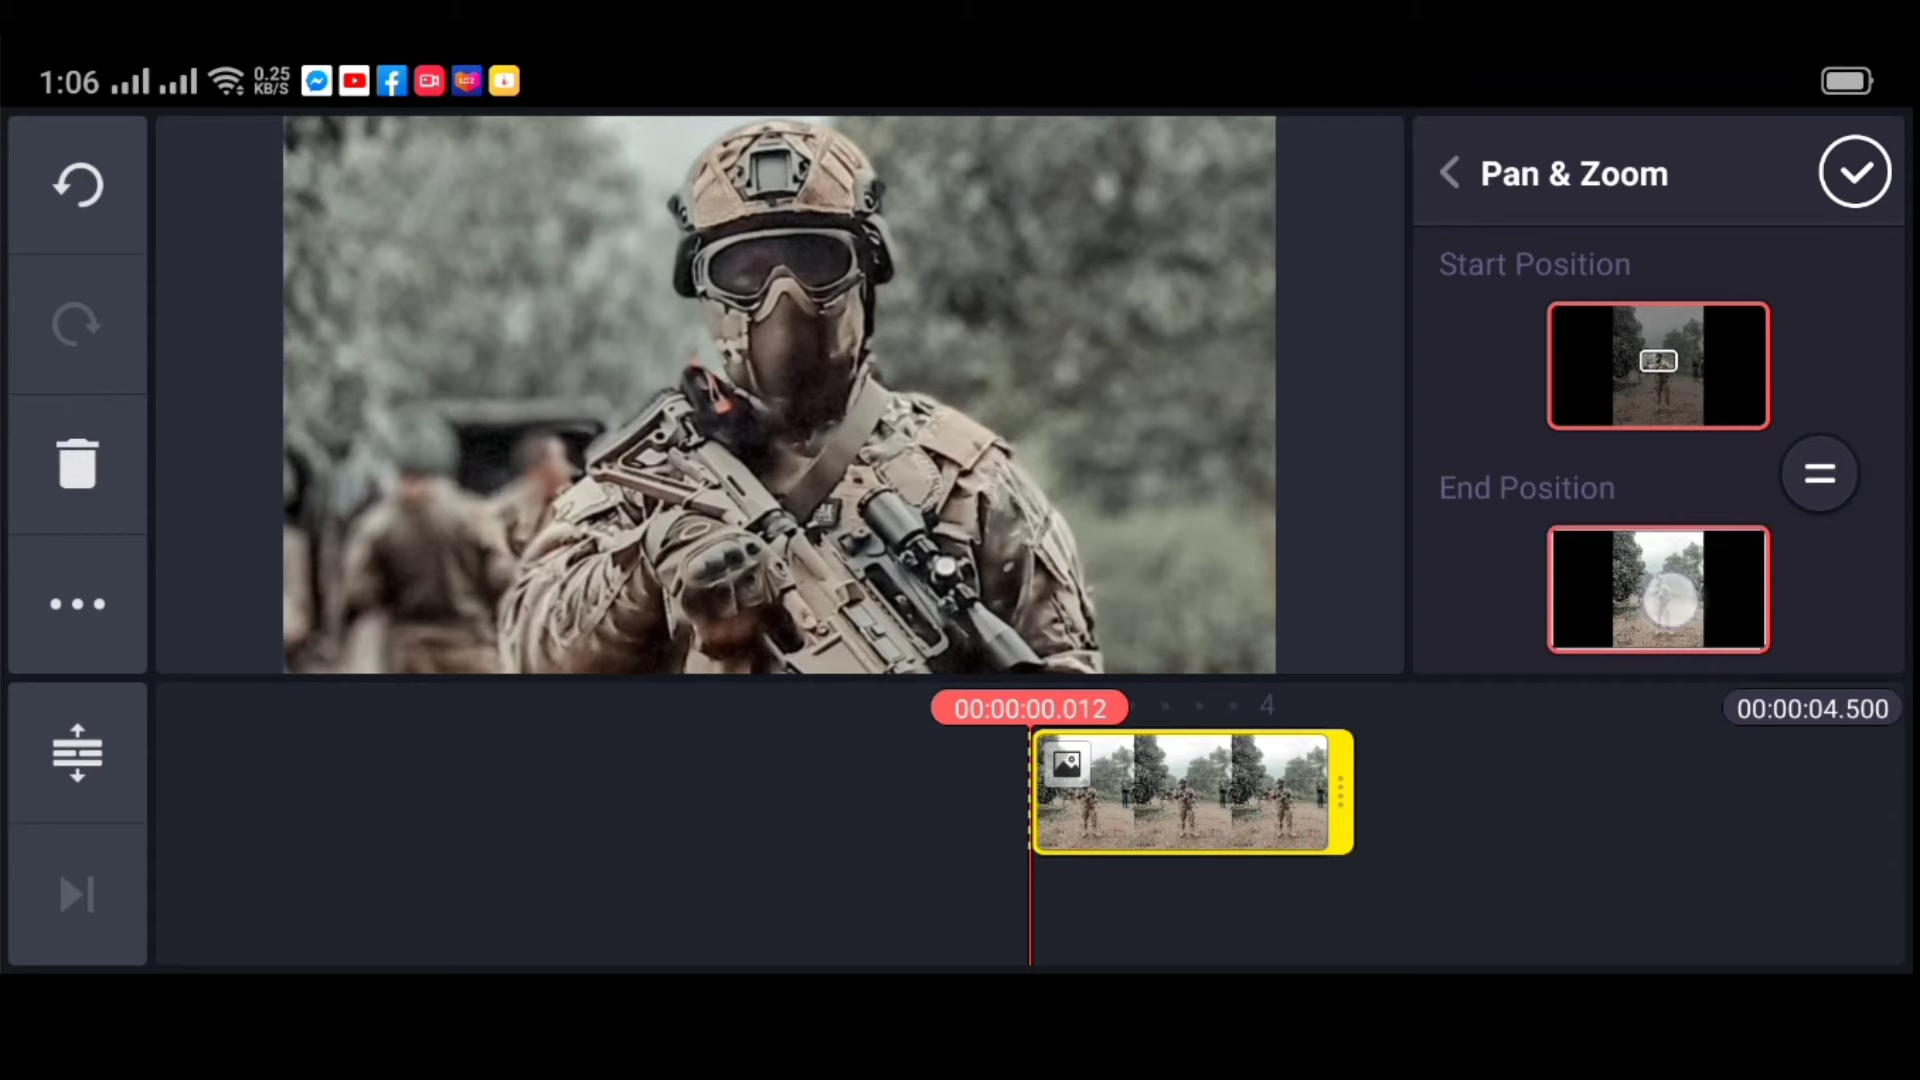 1:06 0.25 KB/S
Pan & Zoom
Start Position
End Position
00:00:00.012 4 00:00:04.500